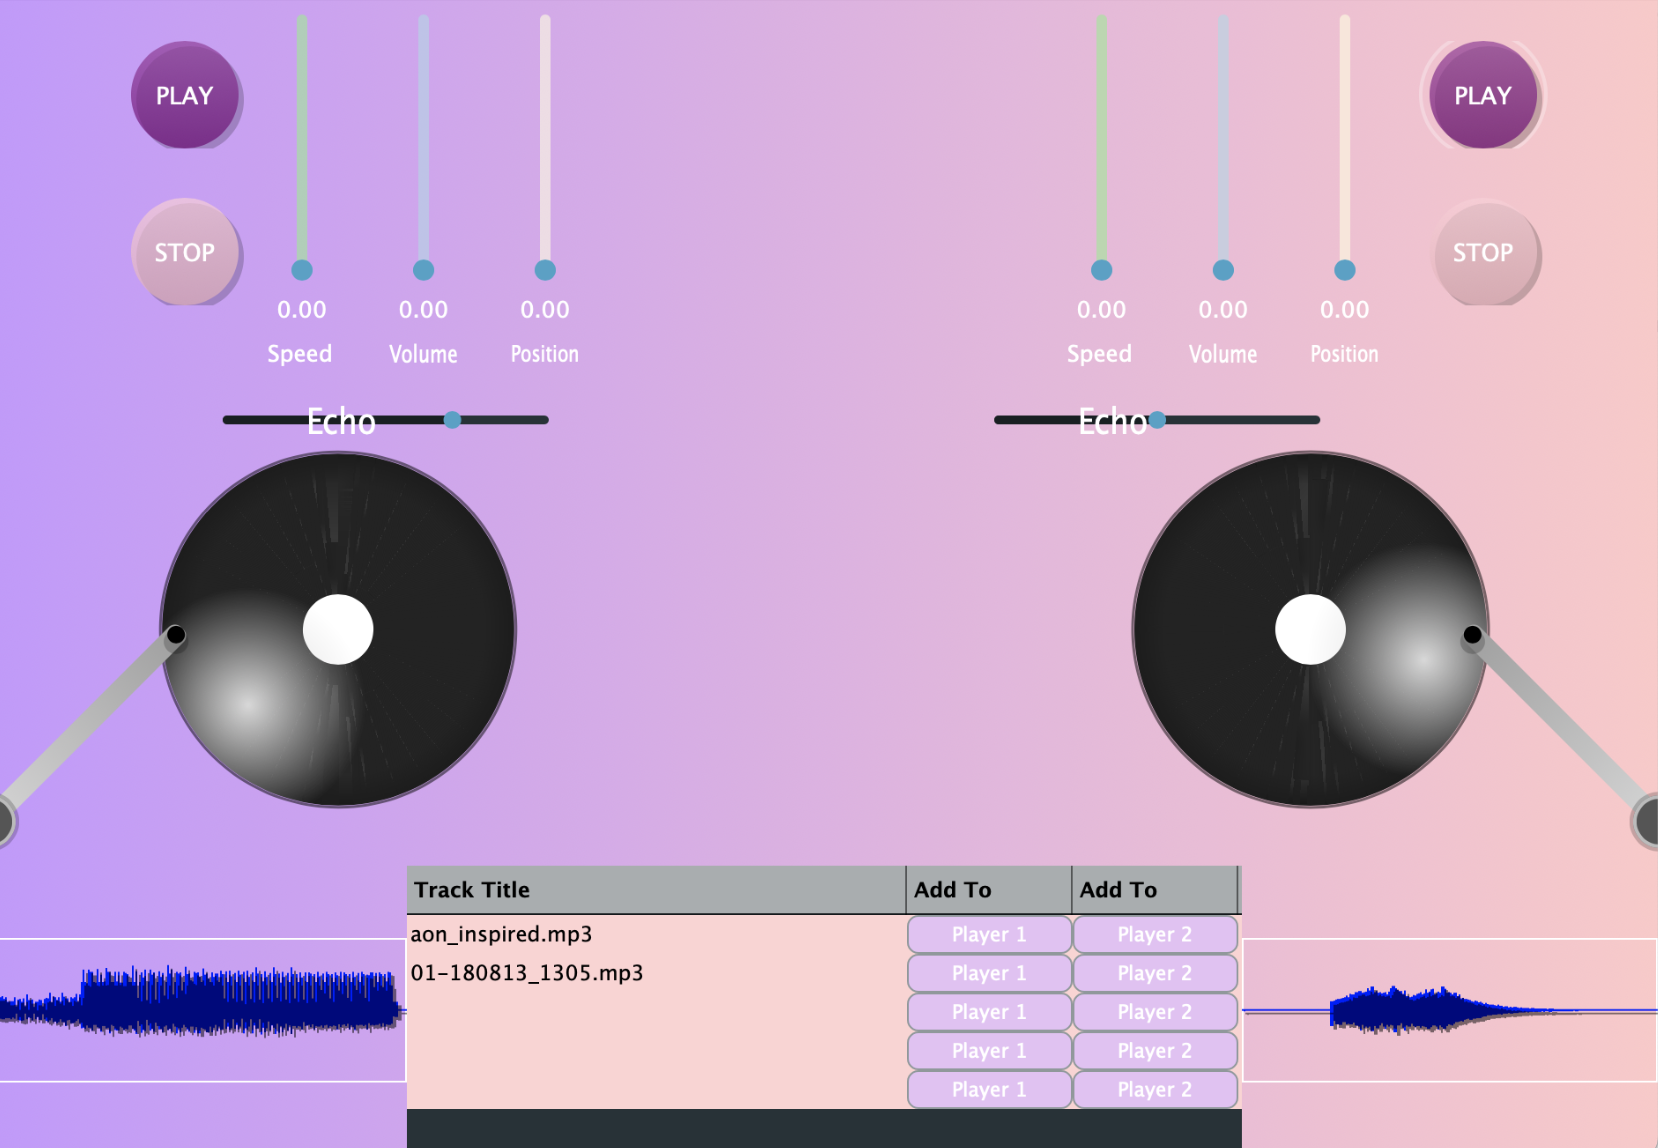 PLAY
STOP
0.00 0.00 0.00
Speed Volume Position
Echo
0.00 0.00 0.00
Speed Volume Position
PLAY
STOP
Echo
Track Title Add To Add To
aon_inspired.mp3 Player 1 Player 2
01-180813_1305.mp3 Player 1 Player 2
Player 1 Player 2
Player 1 Player 2
Player 1 Player 2